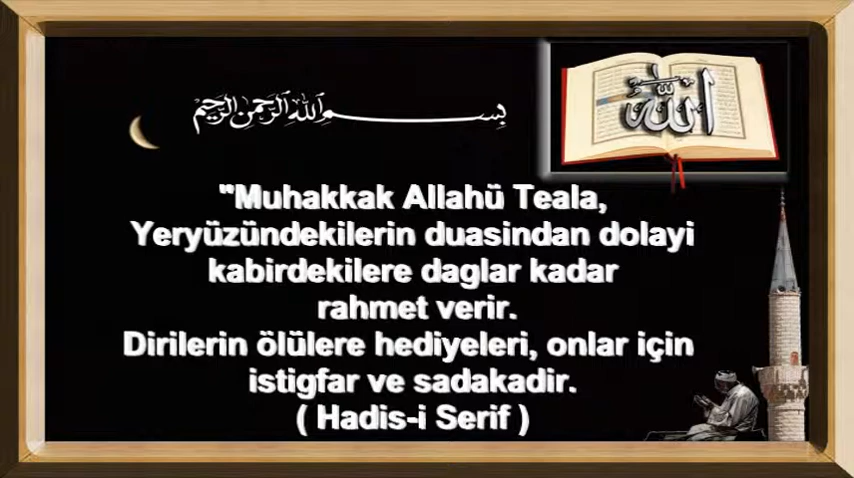 بسم الله الرحمن الرحيم
الله
"Muhakkak Allahü Teala,
Yeryüzündekilerin duasindan dolayi
kabirdekilere daglar kadar
rahmet verir.
Dirilerin ölülere hediyeleri, onlar için
istigfar ve sadakadir.
( Hadis-i Serif )